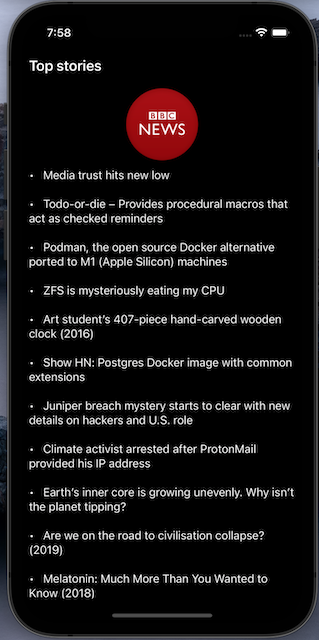 7:58
Top stories
BBC
NEWS
• Media trust hits new low
• Todo-or-die – Provides procedural macros that
act as checked reminders
• Podman, the open source Docker alternative
ported to M1 (Apple Silicon) machines
• ZFS is mysteriously eating my CPU
• Art student's 407-piece hand-carved wooden
clock (2016)
• Show HN: Postgres Docker image with common
extensions
• Juniper breach mystery starts to clear with new
details on hackers and U.S. role
• Climate activist arrested after ProtonMail
provided his IP address
• Earth's inner core is growing unevenly. Why isn't
the planet tipping?
• Are we on the road to civilisation collapse?
(2019)
• Melatonin: Much More Than You Wanted to
Know (2018)